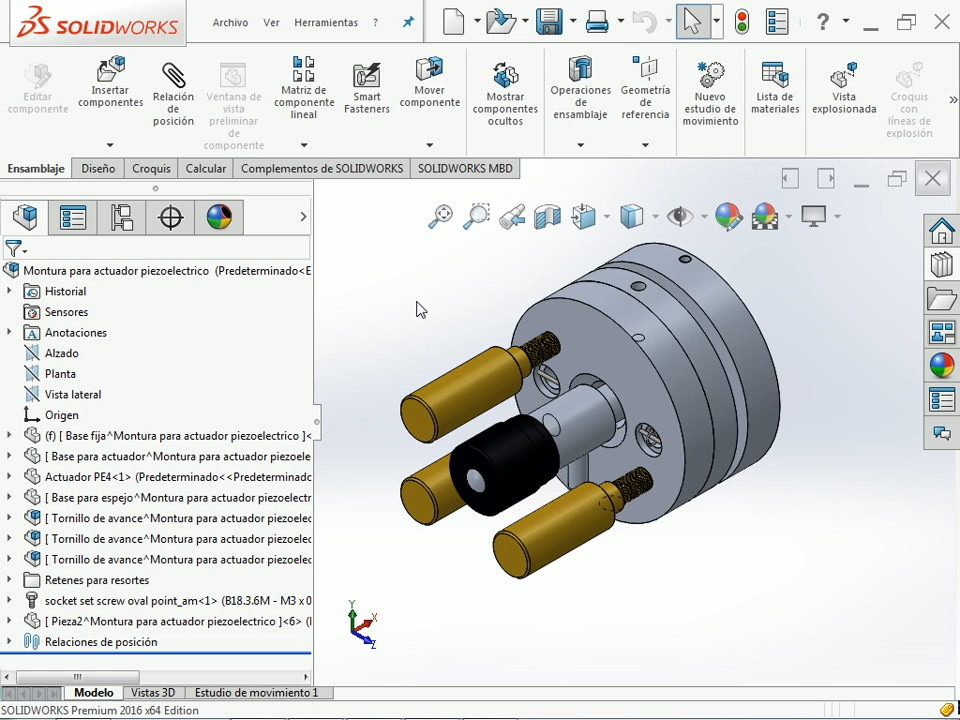 SOLIDWORKS
Archivo Ver Herramientas ?
?
Editar componente
Insertar componentes
Relación de posición
Ventana de vista preliminar de componente
Matriz de componente lineal
Smart Fasteners
Mover componente
Mostrar componentes ocultos
Operaciones de ensamblaje
Geometría de referencia
Nuevo estudio de movimiento
Lista de materiales
Vista explosionada
Croquis con líneas de explosión
Ensamblaje Diseño Croquis Calcular Complementos de SOLIDWORKS SOLIDWORKS MBD
Montura para actuador piezoelectrico (Predeterminado<E
Historial
Sensores
Anotaciones
Alzado
Planta
Vista lateral
Origen
(f) [ Base fija^Montura para actuador piezoelectrico ]<
[ Base para actuador^Montura para actuador piezoele
Actuador PE4<1> (Predeterminado<<Predeterminado
[ Base para espejo^Montura para actuador piezoelectr
[ Tornillo de avance^Montura para actuador piezoelec
[ Tornillo de avance^Montura para actuador piezoelec
[ Tornillo de avance^Montura para actuador piezoelec
Retenes para resortes
socket set screw oval point_am<1> (B18.3.6M - M3 x 0
[ Pieza2^Montura para actuador piezoelectrico ]<6> (
Relaciones de posición
Y
X
Z
Modelo Vistas 3D Estudio de movimiento 1
SOLIDWORKS Premium 2016 x64 Edition